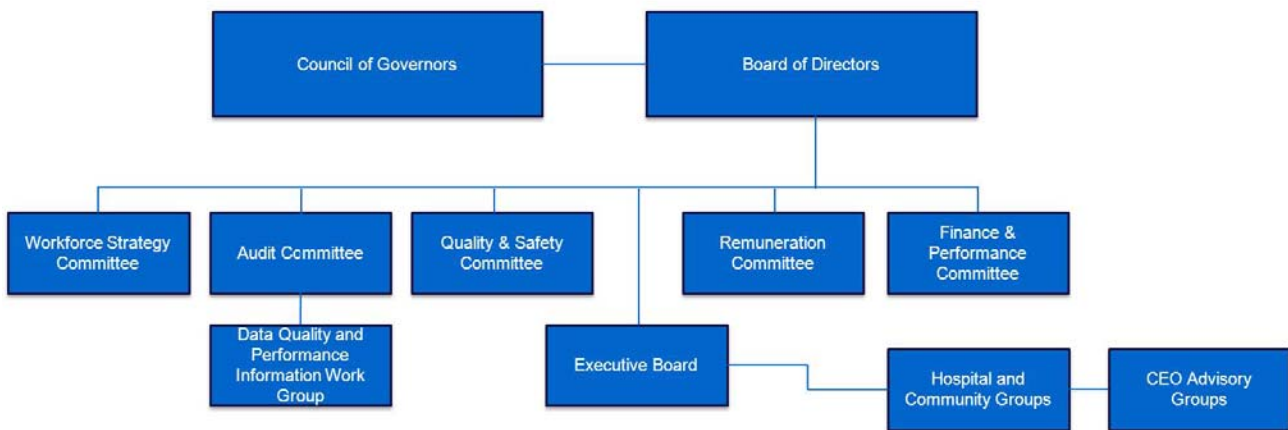 Council of Governors
Board of Directors
Workforce Strategy
Committee
Audit Committee
Quality & Safety
Committee
Remuneration
Committee
Finance &
Performance
Committee
Data Quality and
Performance
Information Work
Group
Executive Board
Hospital and
Community Groups
CEO Advisory
Groups